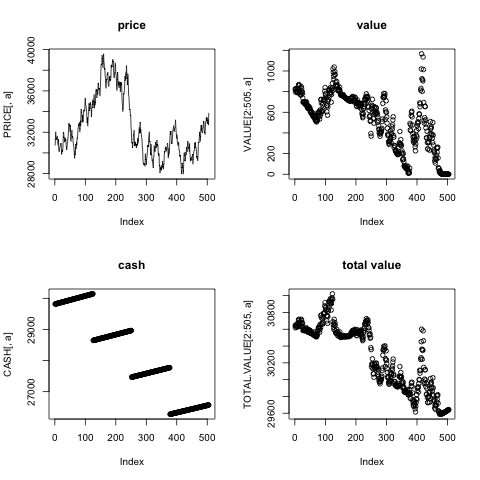 price
PRICE[, a]
28000 32000 36000 40000
0 100 200 300 400 500
Index
value
VALUE[2:505, a]
0 200 600 1000
0 100 200 300 400 500
Index
cash
CASH[, a]
27000 29000
0 100 200 300 400 500
Index
total value
TOTAL.VALUE[2:505, a]
29600 30200 30800
0 100 200 300 400 500
Index